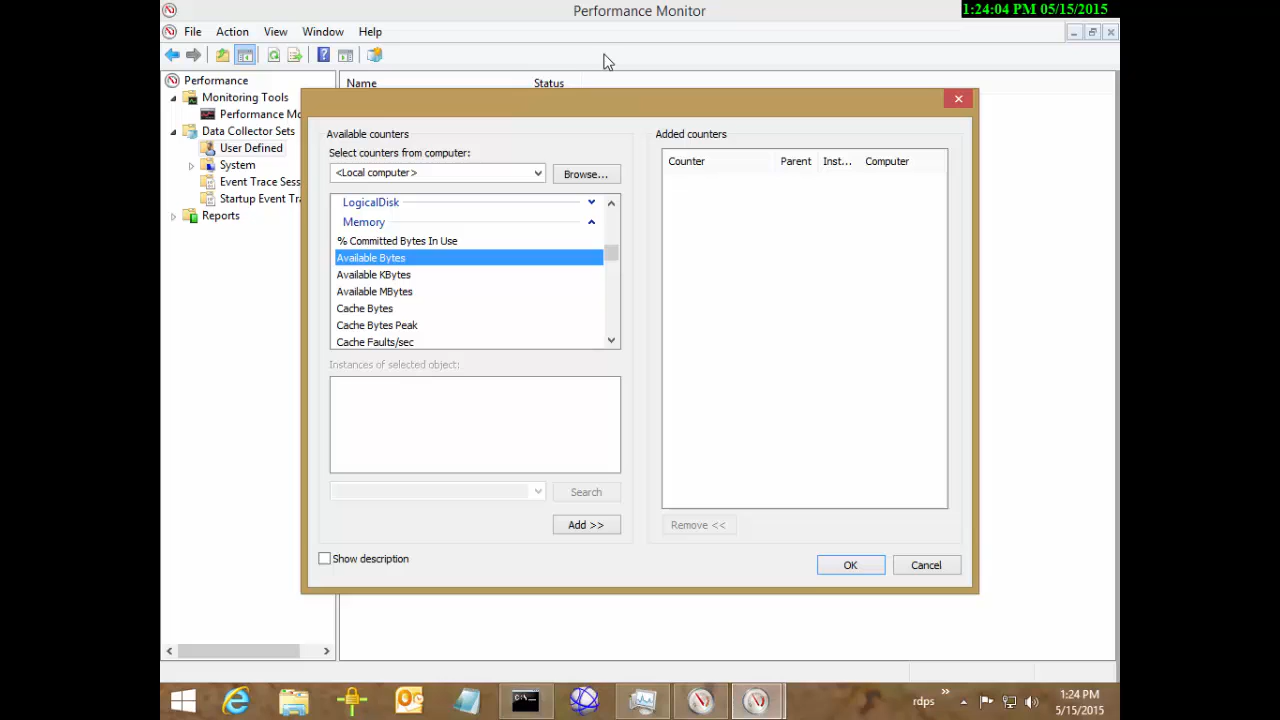 Performance Monitor
1:24:04 PM 05/15/2015
File Action View Window Help
Performance
Monitoring Tools
Performance Mo
Data Collector Sets
User Defined
System
Event Trace Sess
Startup Event Tra
Reports
Name Status
Available counters
Select counters from computer:
<Local computer>
Browse...
LogicalDisk
Memory
% Committed Bytes In Use
Available Bytes
Available KBytes
Available MBytes
Cache Bytes
Cache Bytes Peak
Cache Faults/sec
Instances of selected object:
Search
Add >>
Show description
Added counters
Counter Parent Inst... Computer
Remove <<
OK Cancel
C:\_
rdps
1:24 PM
5/15/2015